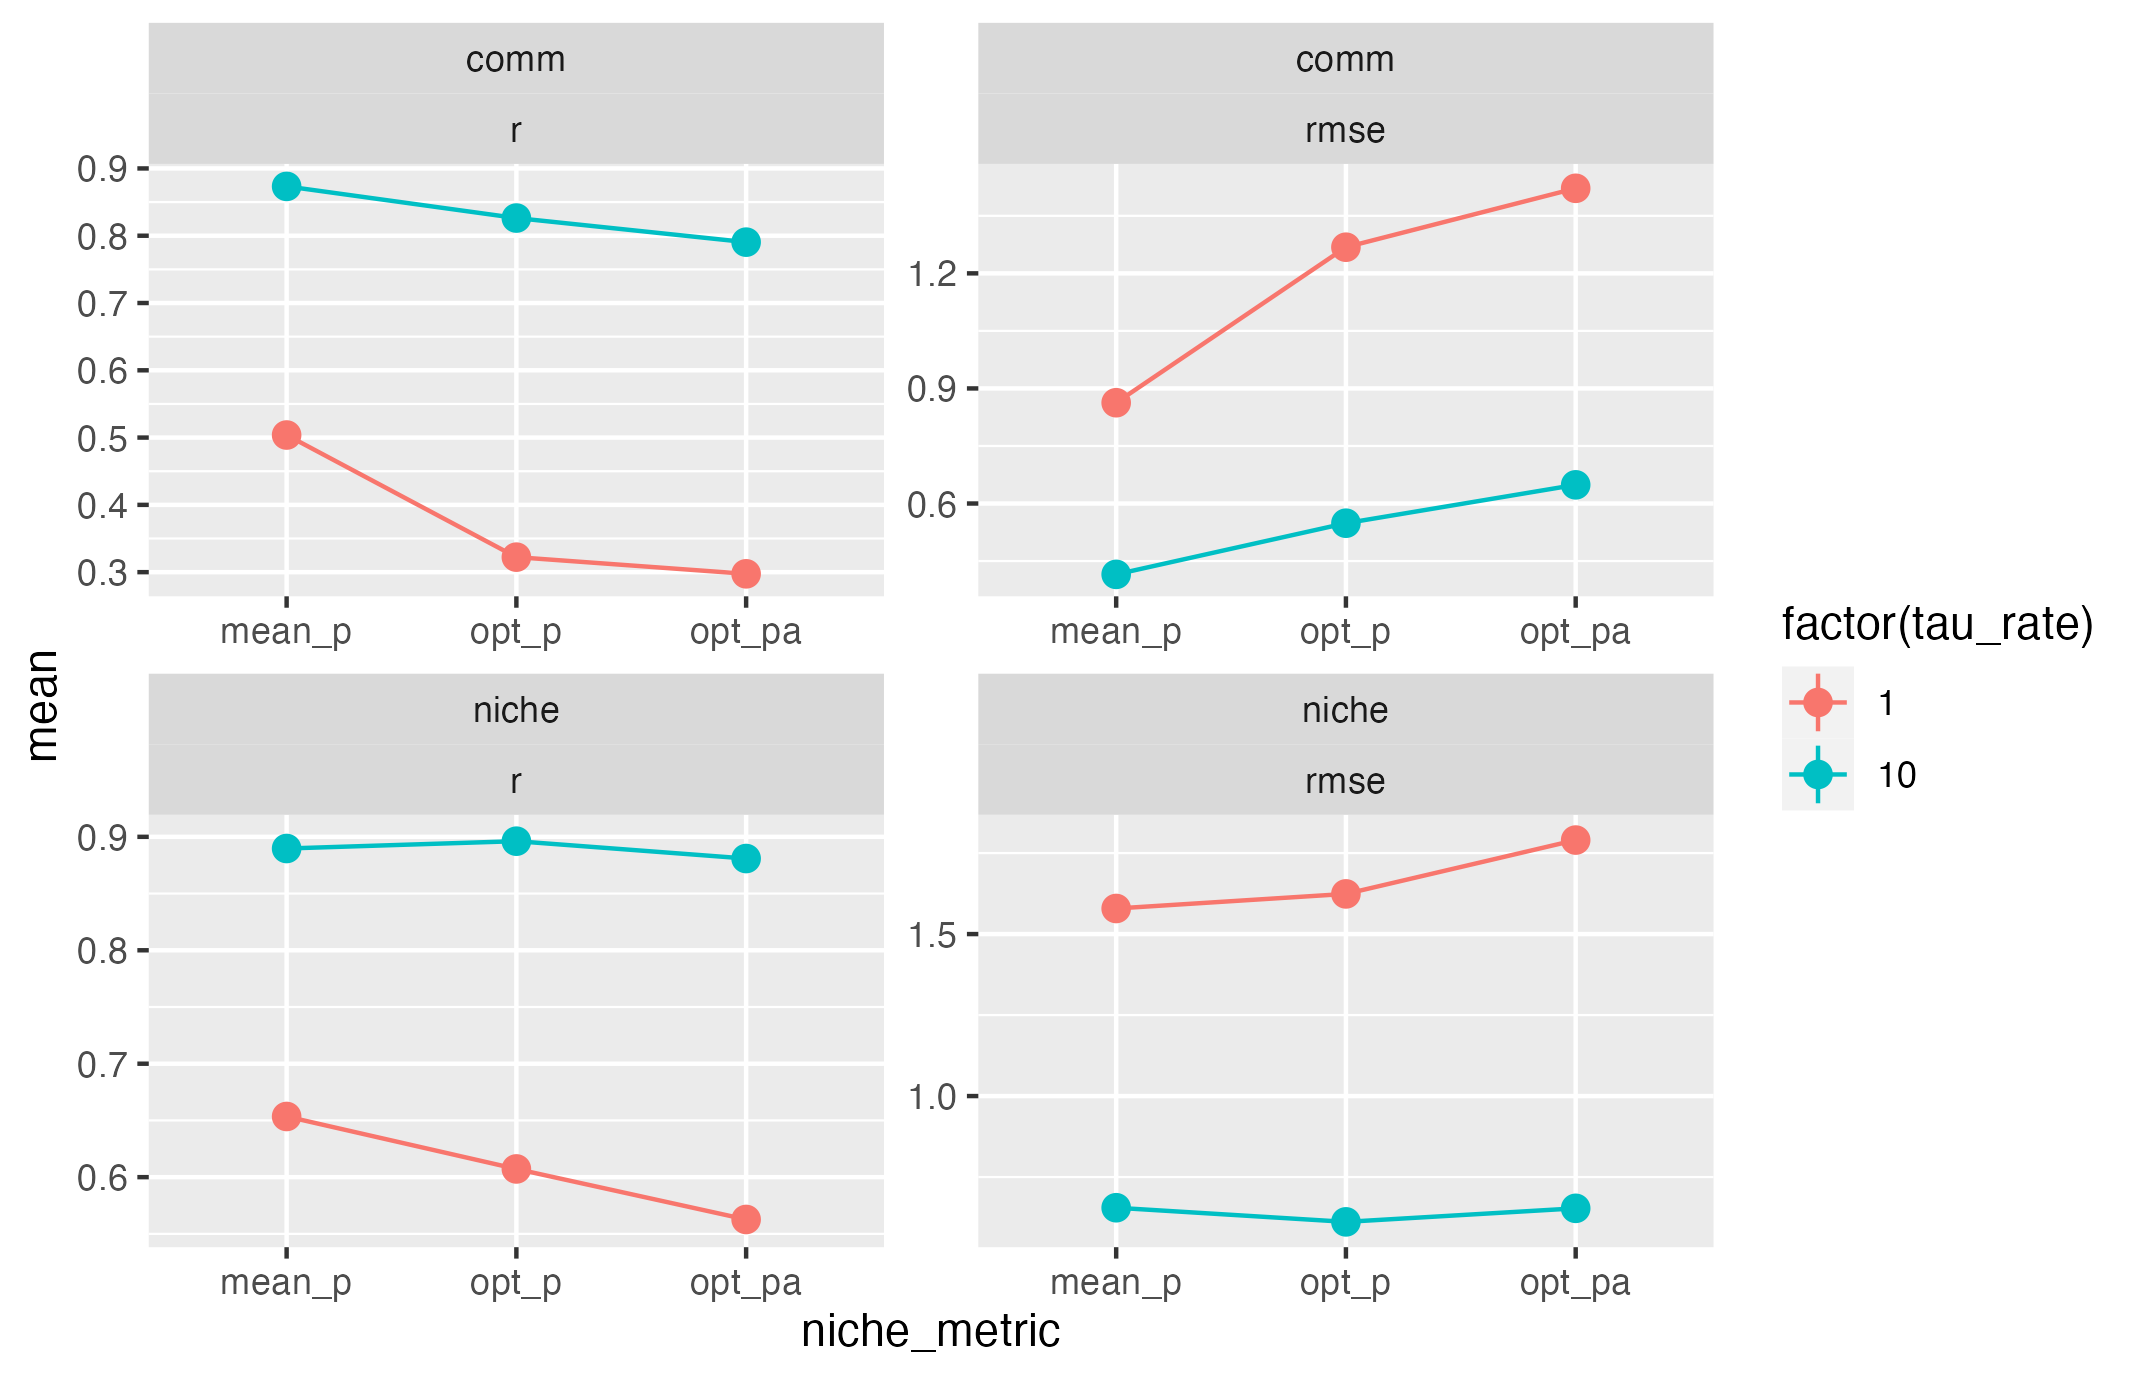 comm
r
0.9
0.8
0.7
0.6
0.5
0.4
0.3
mean_p opt_p opt_pa
comm
rmse
1.2
0.9
0.6
mean_p opt_p opt_pa
niche
r
0.9
0.8
0.7
0.6
mean_p opt_p opt_pa
niche
rmse
1.5
1.0
mean_p opt_p opt_pa
mean
niche_metric
factor(tau_rate)
1
10